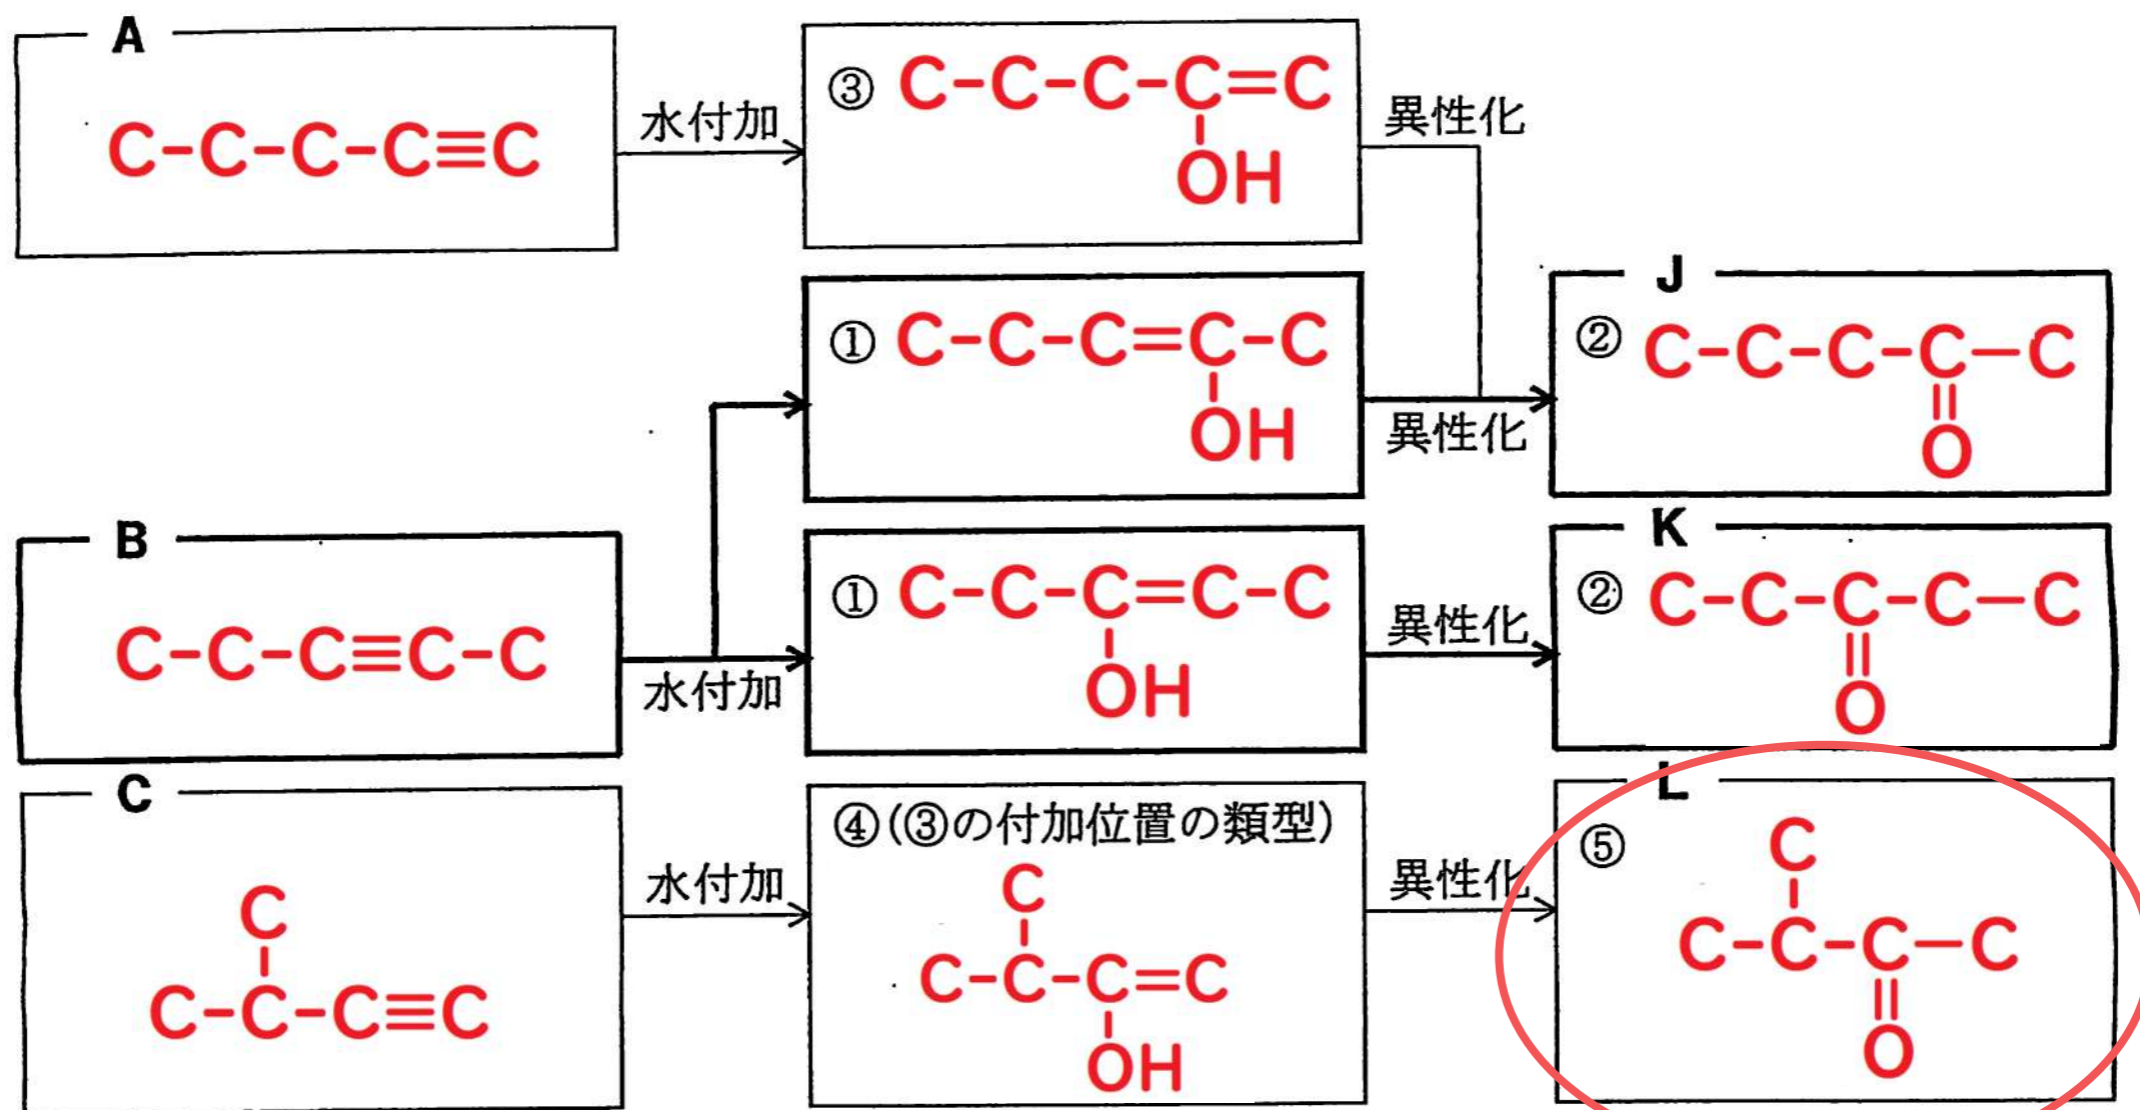 A
C-C-C-C≡C
水付加
③ C-C-C-C=C
OH
異性化
① C-C-C=C-C
OH
異性化
J
② C-C-C-C-C
O
B
C-C-C≡C-C
水付加
① C-C-C=C-C
OH
異性化
K
② C-C-C-C-C
O
C
C
C-C-C≡C
水付加
④(③の付加位置の類型)
C
C-C-C=C
OH
異性化
L
⑤
C
C-C-C-C
O